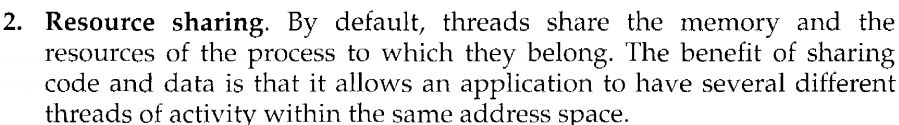 2. Resource sharing. By default, threads share the memory and the
resources of the process to which they belong. The benefit of sharing
code and data is that it allows an application to have several different
threads of activity within the same address space.